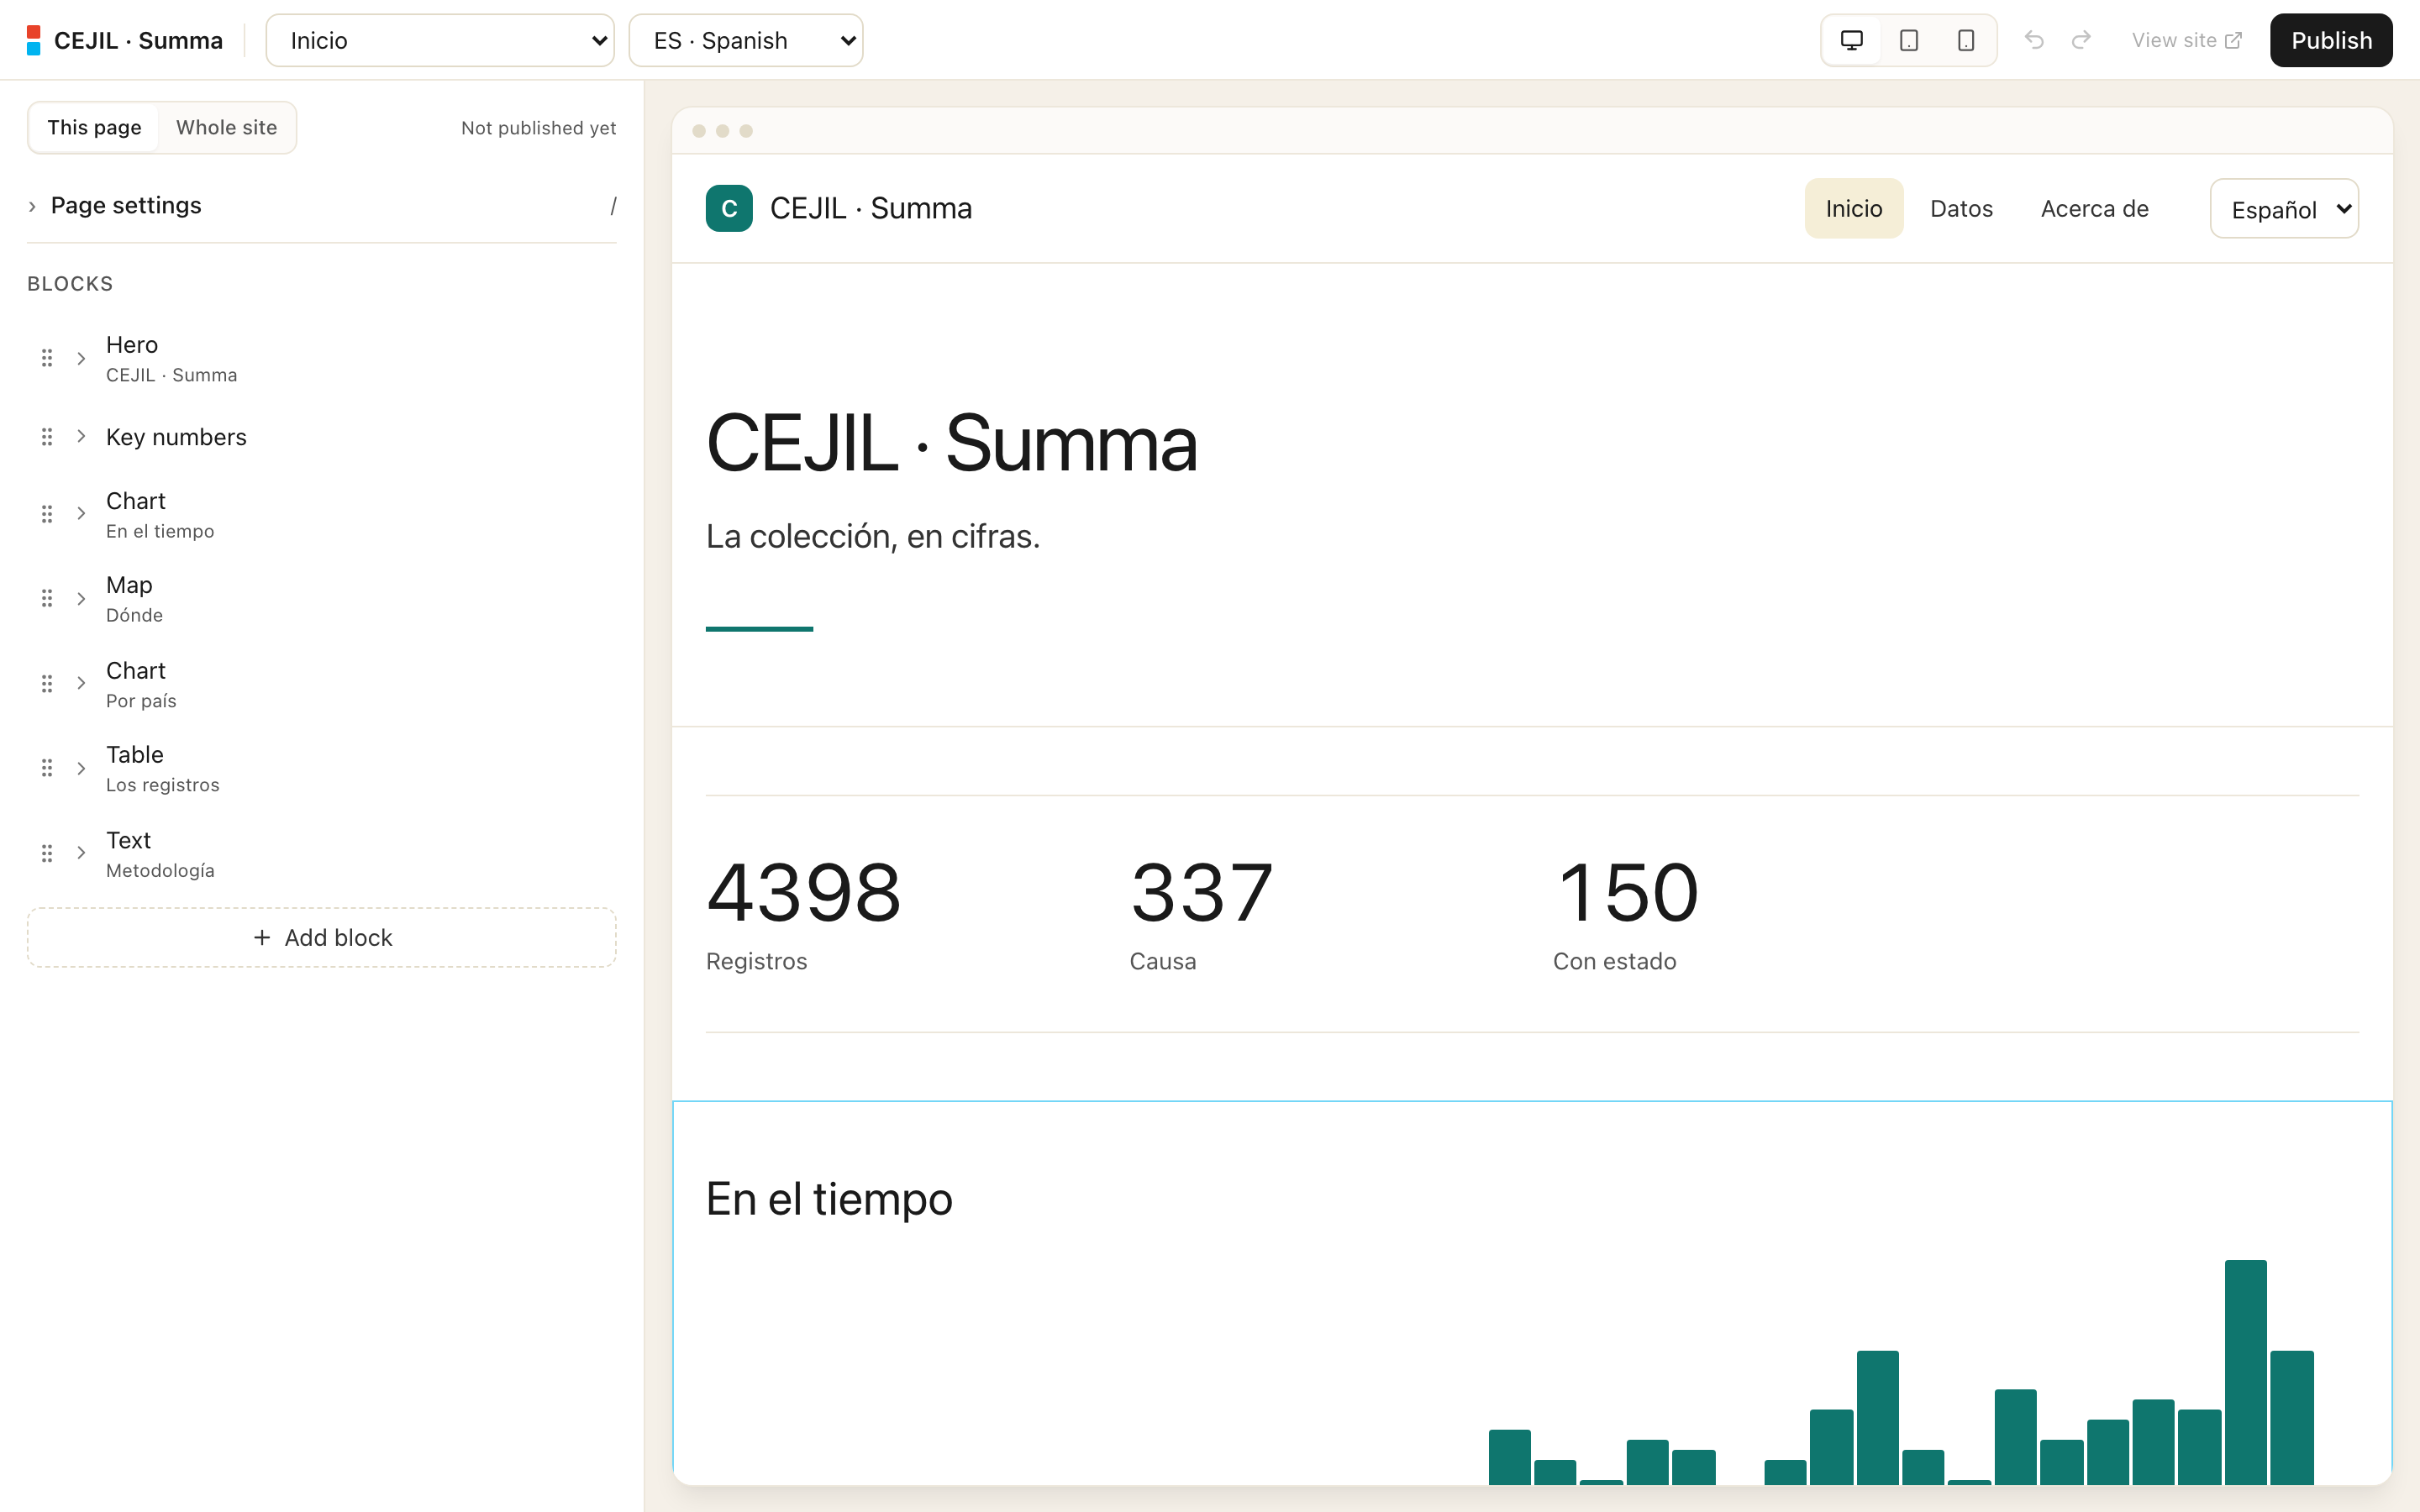 CEJIL · Summa
Inicio
ES · Spanish
View site
Publish
This page
Whole site
Not published yet
Page settings
/
BLOCKS
Hero
CEJIL · Summa
Key numbers
Chart
En el tiempo
Map
Dónde
Chart
Por país
Table
Los registros
Text
Metodología
+ Add block
C
CEJIL · Summa
Inicio
Datos
Acerca de
Español
CEJIL · Summa
La colección, en cifras.
4398
Registros
337
Causa
150
Con estado
En el tiempo